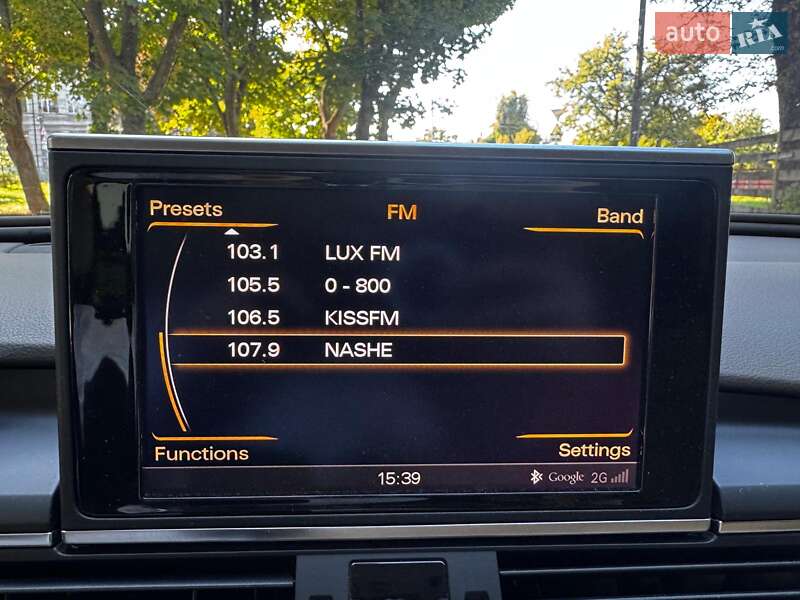 auto RIA
.com
Presets FM Band
103.1 LUX FM
105.5 0 - 800
106.5 KISSFM
107.9 NASHE
Functions Settings
15:39 Google 2G